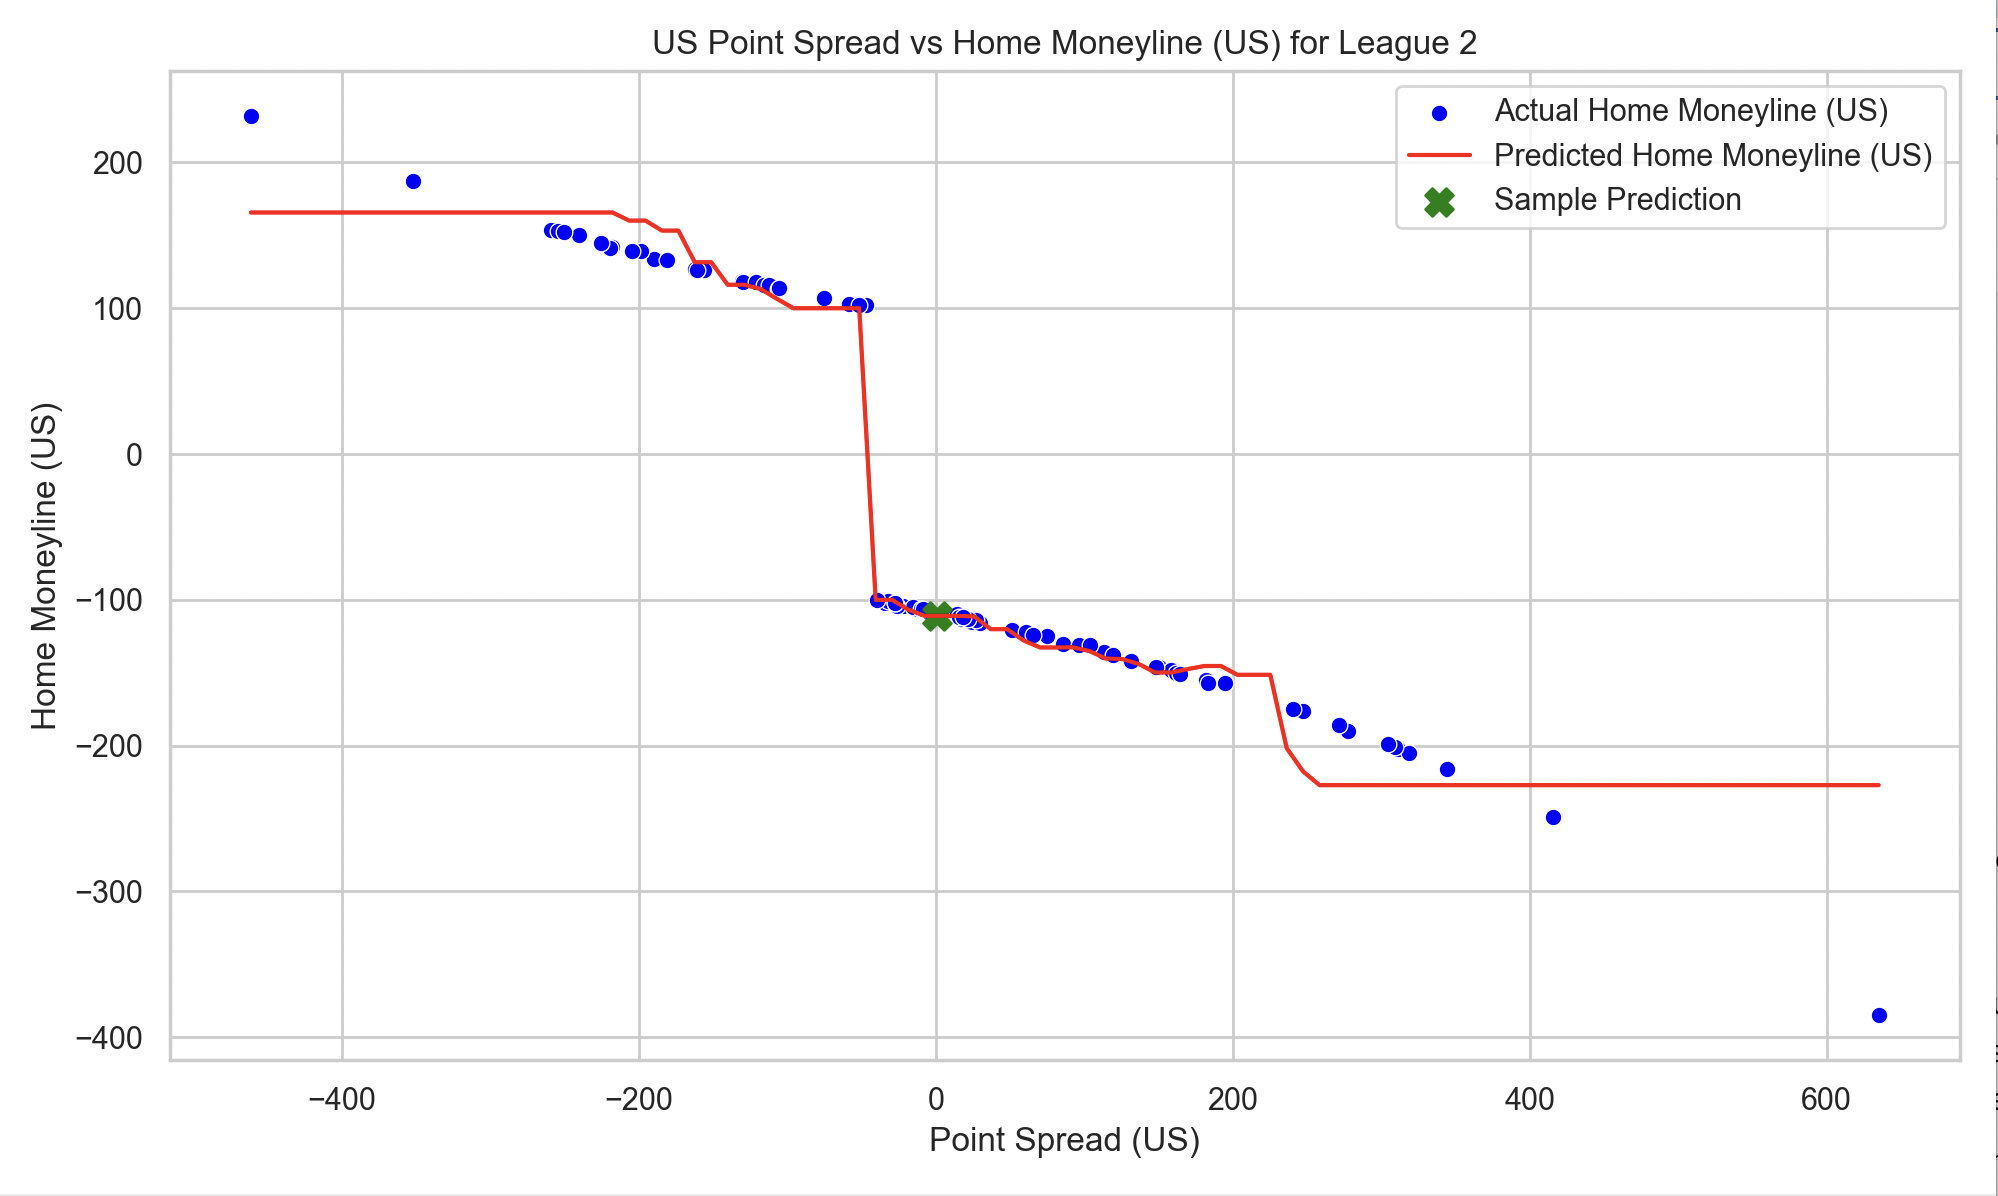 US Point Spread vs Home Moneyline (US) for League 2
Actual Home Moneyline (US)
Predicted Home Moneyline (US)
Sample Prediction
Home Moneyline (US)
200
100
0
−100
−200
−300
−400
−400
−200
0
200
400
600
Point Spread (US)